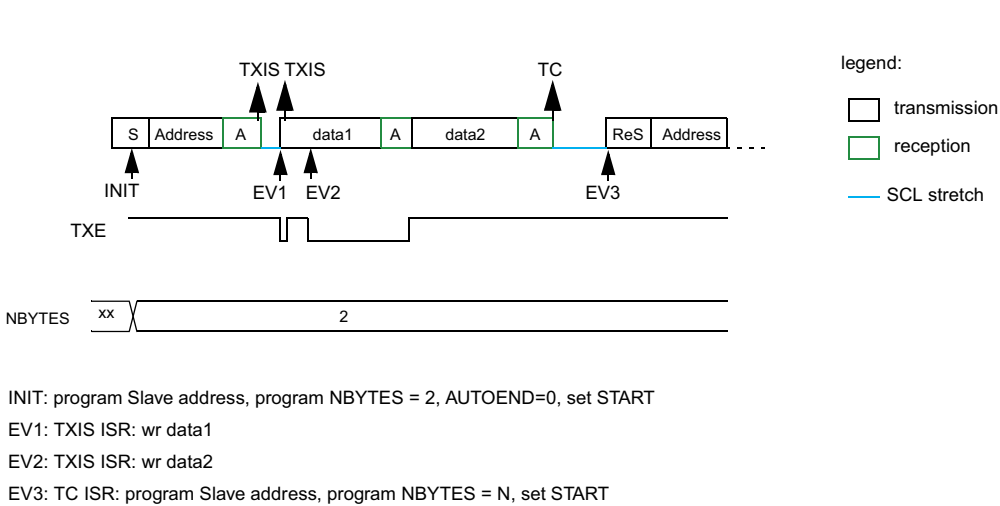 TXIS TXIS
TC
legend:
S Address A data1 A data2 A ReS Address
transmission
reception
INIT
EV1
EV2
EV3
SCL stretch
TXE
NBYTES
xx
2
INIT: program Slave address, program NBYTES = 2, AUTOEND=0, set START
EV1: TXIS ISR: wr data1
EV2: TXIS ISR: wr data2
EV3: TC ISR: program Slave address, program NBYTES = N, set START